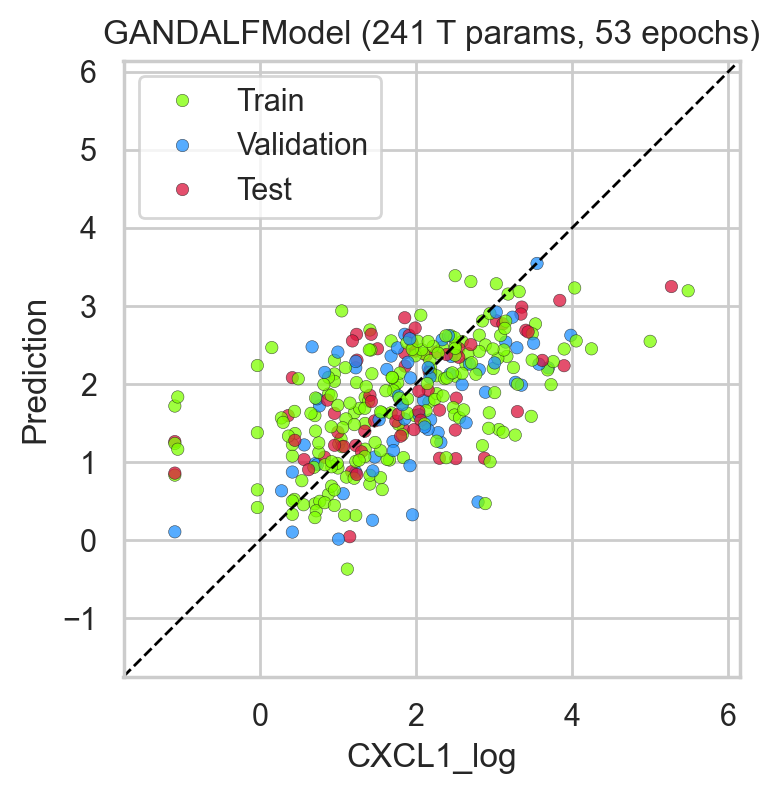 GANDALFModel (241 T params, 53 epochs)
Train
Validation
Test
6
5
4
3
2
1
0
−1
Prediction
0
2
4
6
CXCL1_log